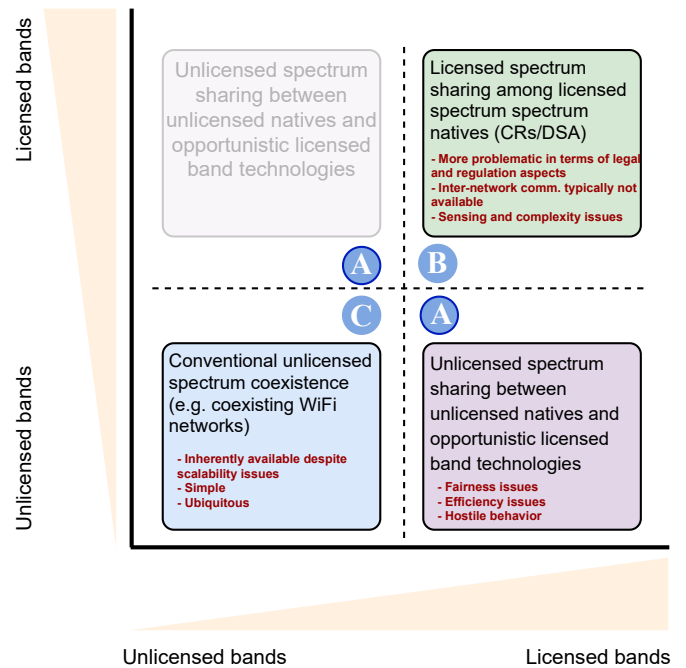 Licensed bands
Unlicensed spectrum
sharing between
unlicensed natives and
opportunistic licensed
band technologies
Licensed spectrum
sharing among licensed
spectrum spectrum
natives (CRs/DSA)
- More problematic in terms of legal
and regulation aspects
- Inter-network comm. typically not
available
- Sensing and complexity issues
A
B
C
A
Unlicensed bands
Conventional unlicensed
spectrum coexistence
(e.g. coexisting WiFi
networks)
- Inherently available despite
scalability issues
- Simple
- Ubiquitous
Unlicensed spectrum
sharing between
unlicensed natives and
opportunistic licensed
band technologies
- Fairness issues
- Efficiency issues
- Hostile behavior
Unlicensed bands
Licensed bands